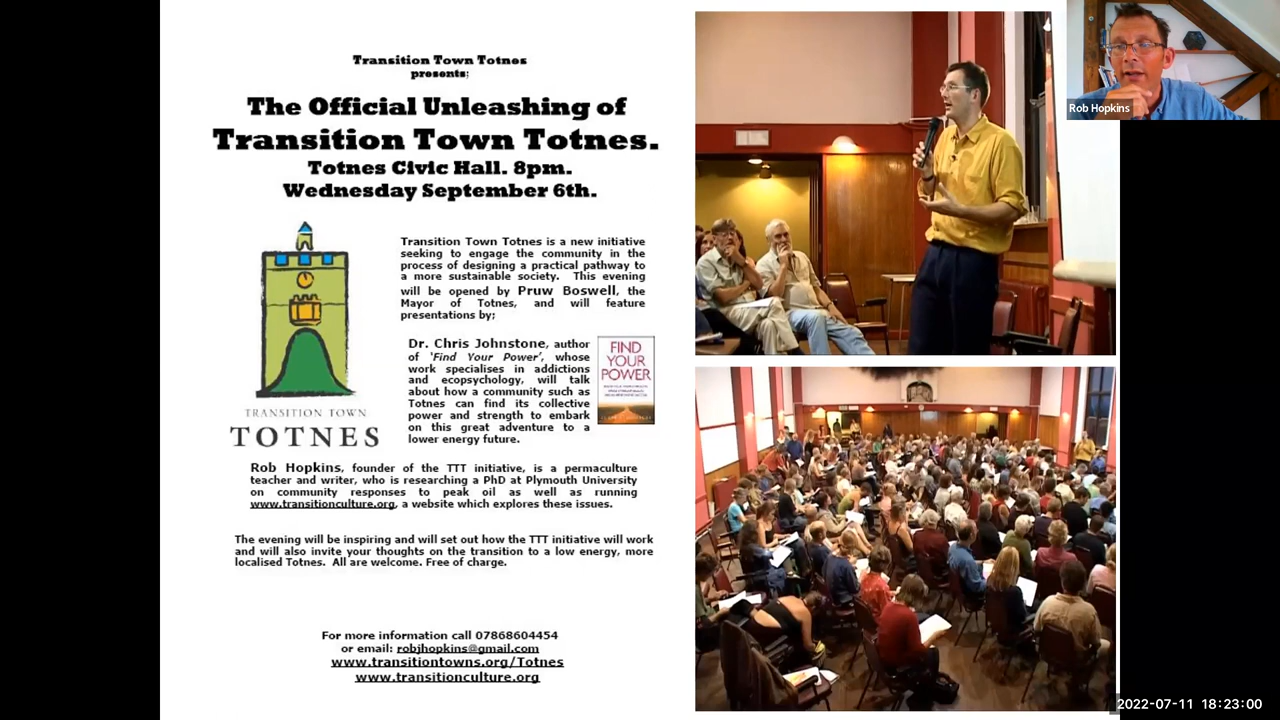 Transition Town Totnes
presents;
The Official Unleashing of
Transition Town Totnes.
Totnes Civic Hall. 8pm.
Wednesday September 6th.
Transition Town Totnes is a new initiative
seeking to engage the community in the
process of designing a practical pathway to
a more sustainable society. This evening
will be opened by Pruw Boswell, the
Mayor of Totnes, and will feature
presentations by;
Dr. Chris Johnstone, author
of ‘Find Your Power’, whose
work specialises in addictions
and ecopsychology, will talk
about how a community such as
Totnes can find its collective
power and strength to embark
on this great adventure to a
lower energy future.
FIND
YOUR
POWER
TRANSITION TOWN
TOTNES
Rob Hopkins, founder of the TTT initiative, is a permaculture
teacher and writer, who is researching a PhD at Plymouth University
on community responses to peak oil as well as running
www.transitionculture.org, a website which explores these issues.
The evening will be inspiring and will set out how the TTT initiative will work
and will also invite your thoughts on the transition to a low energy, more
localised Totnes. All are welcome. Free of charge.
For more information call 07868604454
or email: robjhopkins@gmail.com
www.transitiontowns.org/Totnes
www.transitionculture.org
Rob Hopkins
2022-07-11 18:23:00